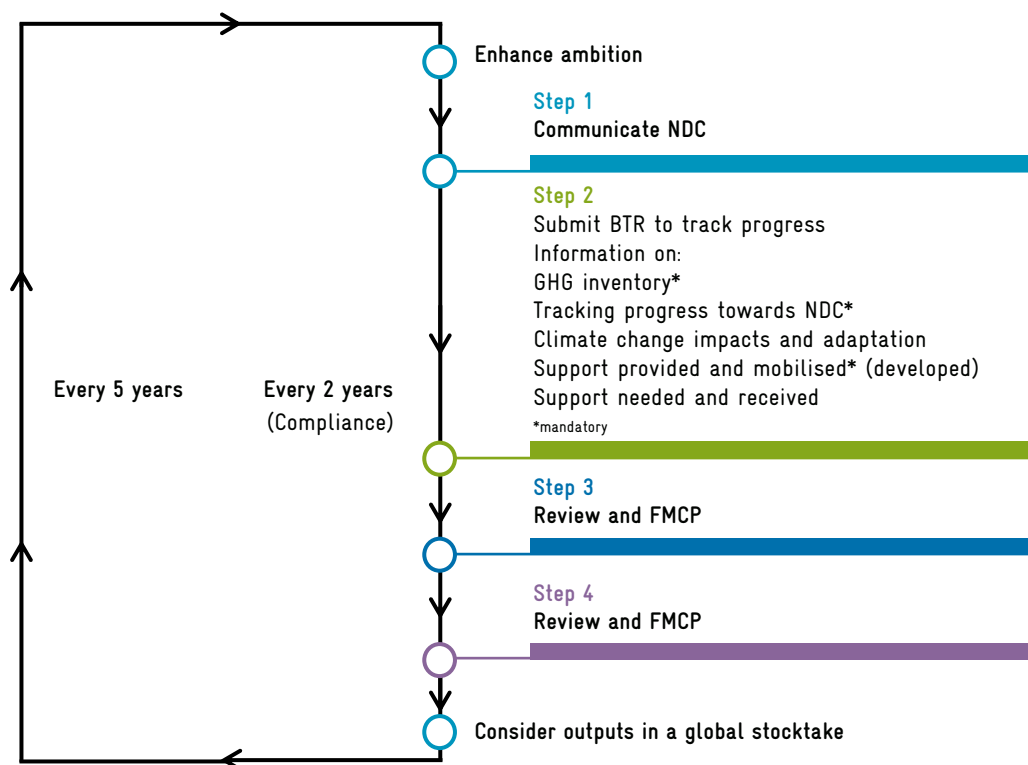 Enhance ambition
Step 1
Communicate NDC
Step 2
Submit BTR to track progress
Information on:
GHG inventory*
Tracking progress towards NDC*
Climate change impacts and adaptation
Every 5 years
Every 2 years
(Compliance)
Support provided and mobilised* (developed)
Support needed and received
*mandatory
Step 3
Review and FMCP
Step 4
Review and FMCP
Consider outputs in a global stocktake